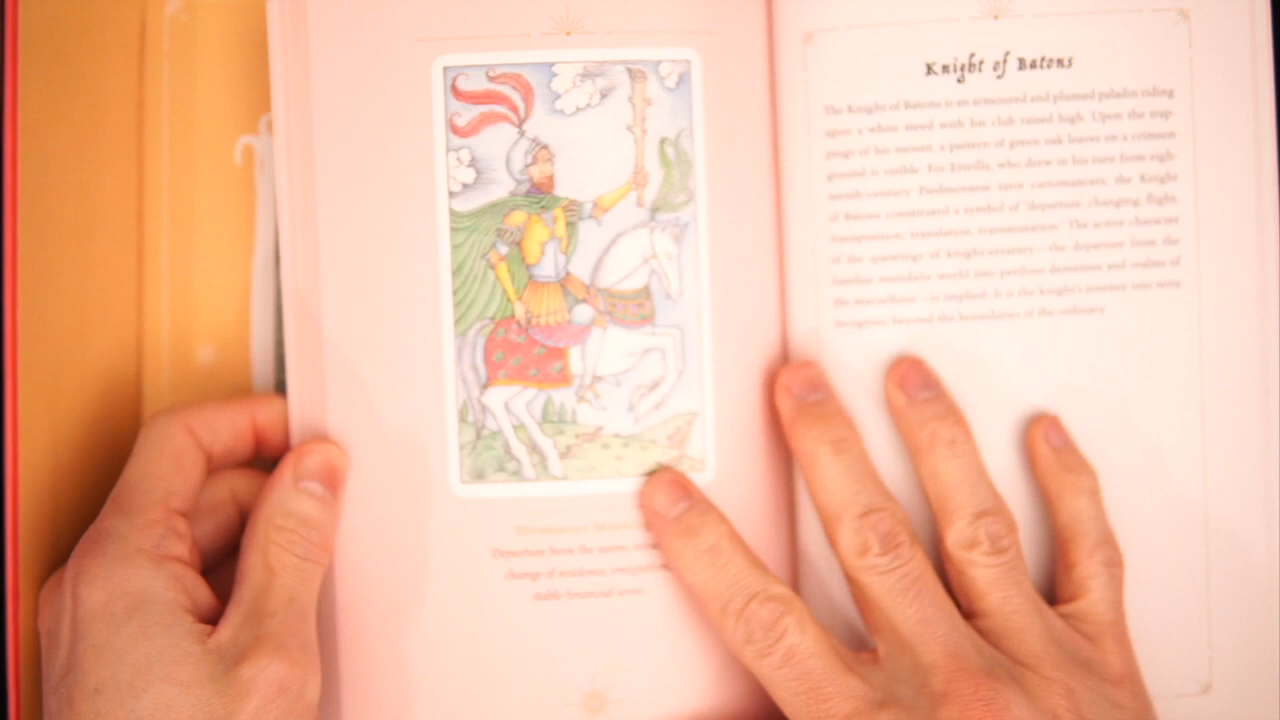 Divinatory Meaning
Departure from the norm,
change of residence,
stable financial
Knight of Batons
The Knight of Batons is an armoured and plumed paladin riding
upon a white steed with his club raised high. Upon the trap-
pings of his mount, a pattern of green oak leaves on a crimson
ground is visible. For Etteilla, who drew in his turn from eigh-
teenth-century Piedmontese tarot cartomancers, the Knight
of Batons constituted a symbol of 'departure, changing, flight,
transposition, translation, transmutation.' The active character
of the questings of knight-errantry—the departure from the
familiar mundane world into perilous demesnes and realms of
the marvellous—is implied. It is the knight's journey into terra
incognita, beyond the boundaries of the ordinary.